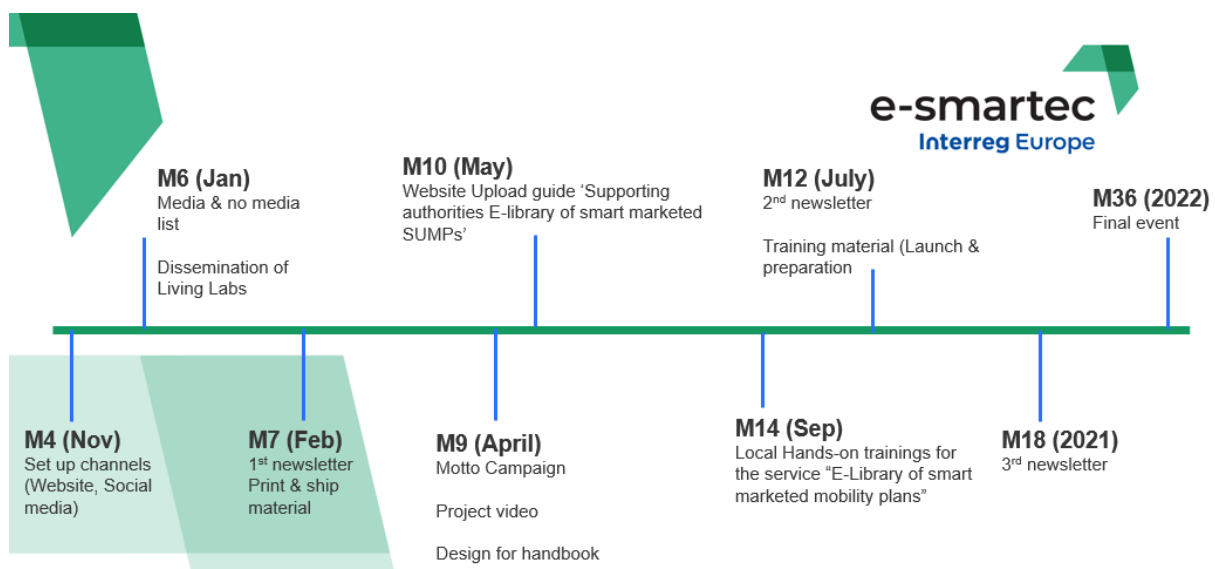 e-smartec
Interreg Europe
M6 (Jan)
Media & no media
list
Dissemination of
Living Labs
M10 (May)
Website Upload guide ‘Supporting
authorities E-library of smart marketed
SUMPs’
M12 (July)
2nd newsletter
Training material (Launch &
preparation
M36 (2022)
Final event
M4 (Nov)
Set up channels
(Website, Social
media)
M7 (Feb)
1st newsletter
Print & ship
material
M9 (April)
Motto Campaign
Project video
Design for handbook
M14 (Sep)
Local Hands-on trainings for
the service “E-Library of smart
marketed mobility plans”
M18 (2021)
3rd newsletter